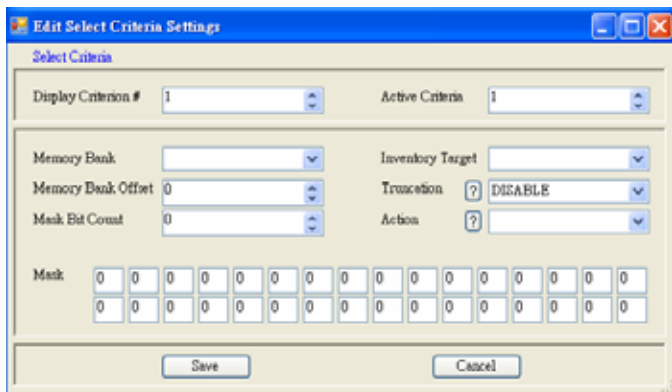 Edit Select Criteria Settings
Select Criteria
Display Criterion # 1 Active Criteria 1
Memory Bank Inventory Target
Memory Bank Offset 0 Truncation ? DISABLE
Mask Bit Count 0 Action ?
Mask 0 0 0 0 0 0 0 0 0 0 0 0 0 0 0 0
0 0 0 0 0 0 0 0 0 0 0 0 0 0 0 0
Save Cancel